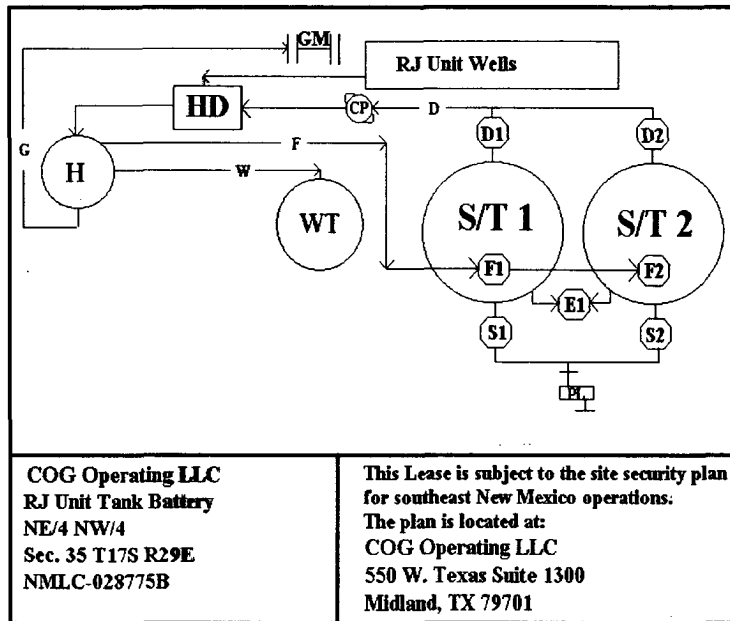 GM
RJ Unit Wells
HD
CP
D
G
D1
D2
F
H
W
WT
S/T 1
S/T 2
F1
F2
E1
S1
S2
PL
COG Operating LLC
RJ Unit Tank Battery
NE/4 NW/4
Sec. 35 T17S R29E
NMLC-028775B
This Lease is subject to the site security plan
for southeast New Mexico operations.
The plan is located at:
COG Operating LLC
550 W. Texas Suite 1300
Midland, TX 79701